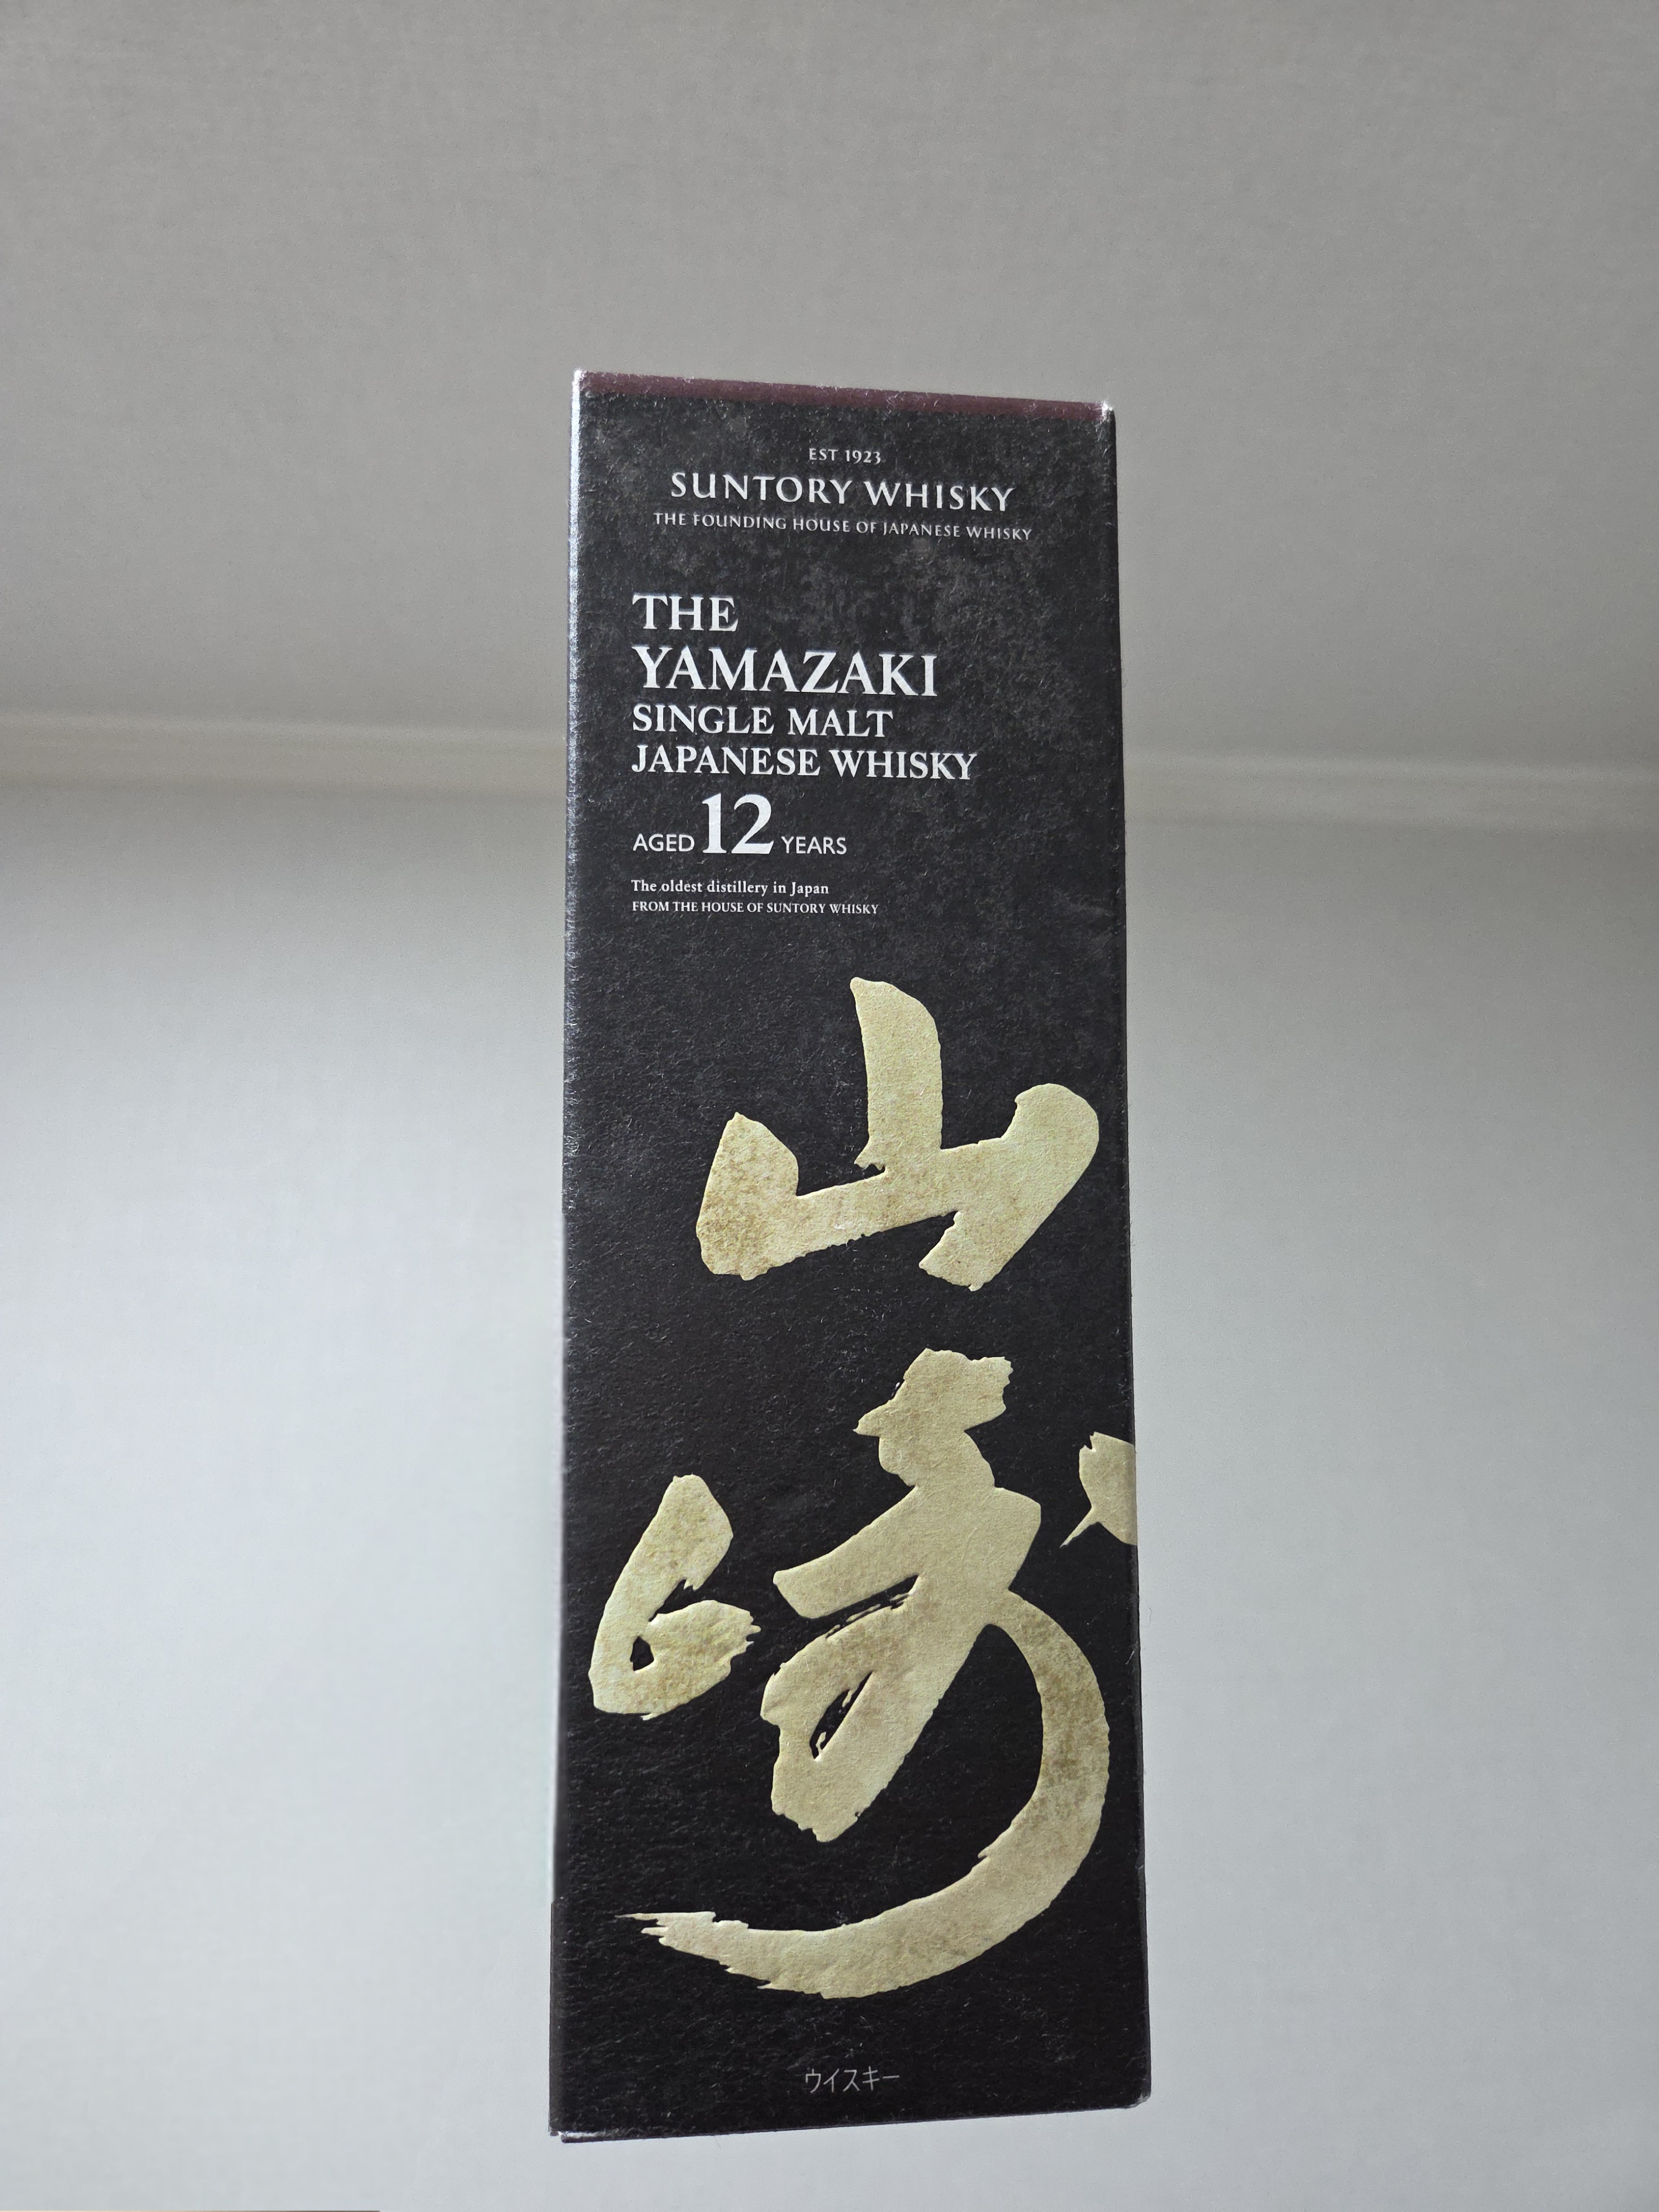 EST 1923
SUNTORY WHISKY
THE FOUNDING HOUSE OF JAPANESE WHISKY
THE
YAMAZAKI
SINGLE MALT
JAPANESE WHISKY
AGED 12 YEARS
The oldest distillery in Japan
FROM THE HOUSE OF SUNTORY WHISKY
山
崎
ウイスキー